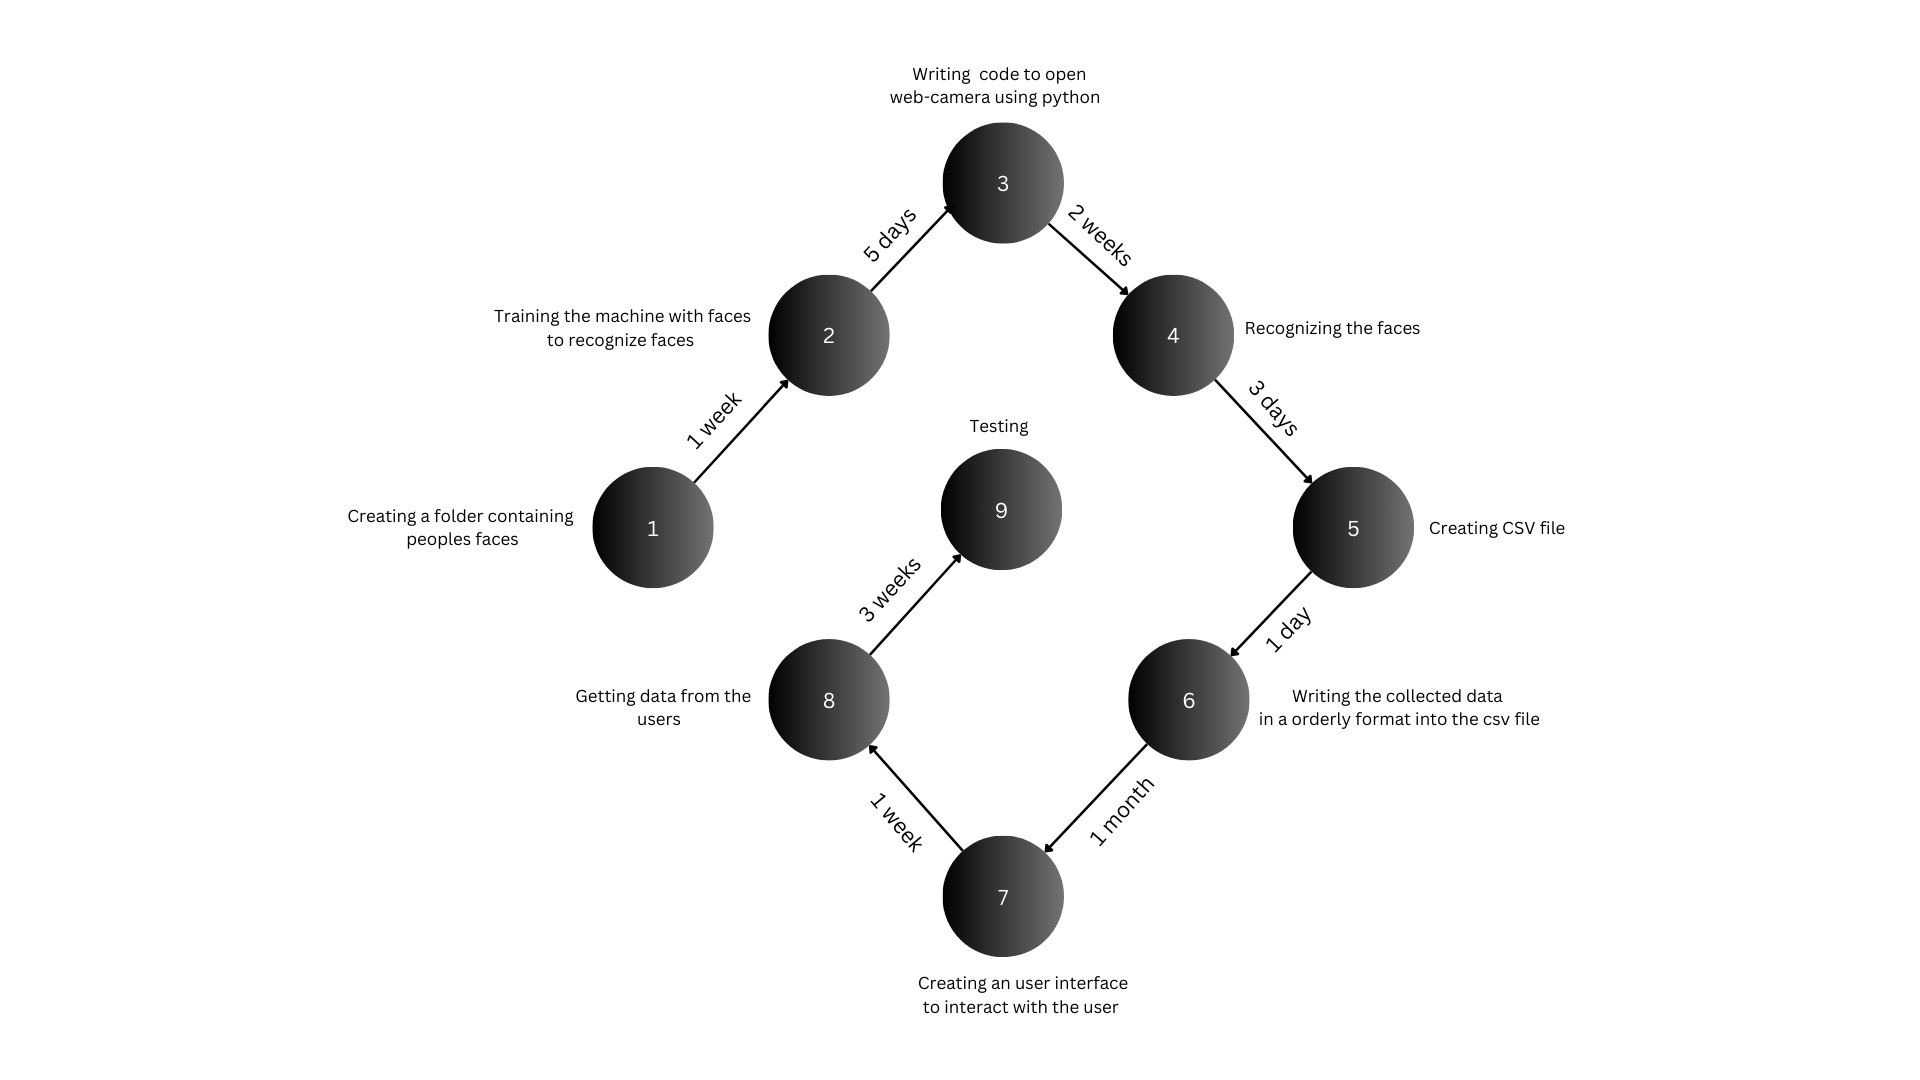 Writing  code to open
web-camera using python
3
5 days
2 weeks
Training the machine with faces
to recognize faces
2
4
Recognizing the faces
1 week
3 days
Testing
Creating a folder containing
peoples faces
1
9
5
Creating CSV file
3 weeks
1 day
Getting data from the
users
8
6
Writing the collected data
in a orderly format into the csv file
1 week
1 month
7
Creating an user interface
to interact with the user